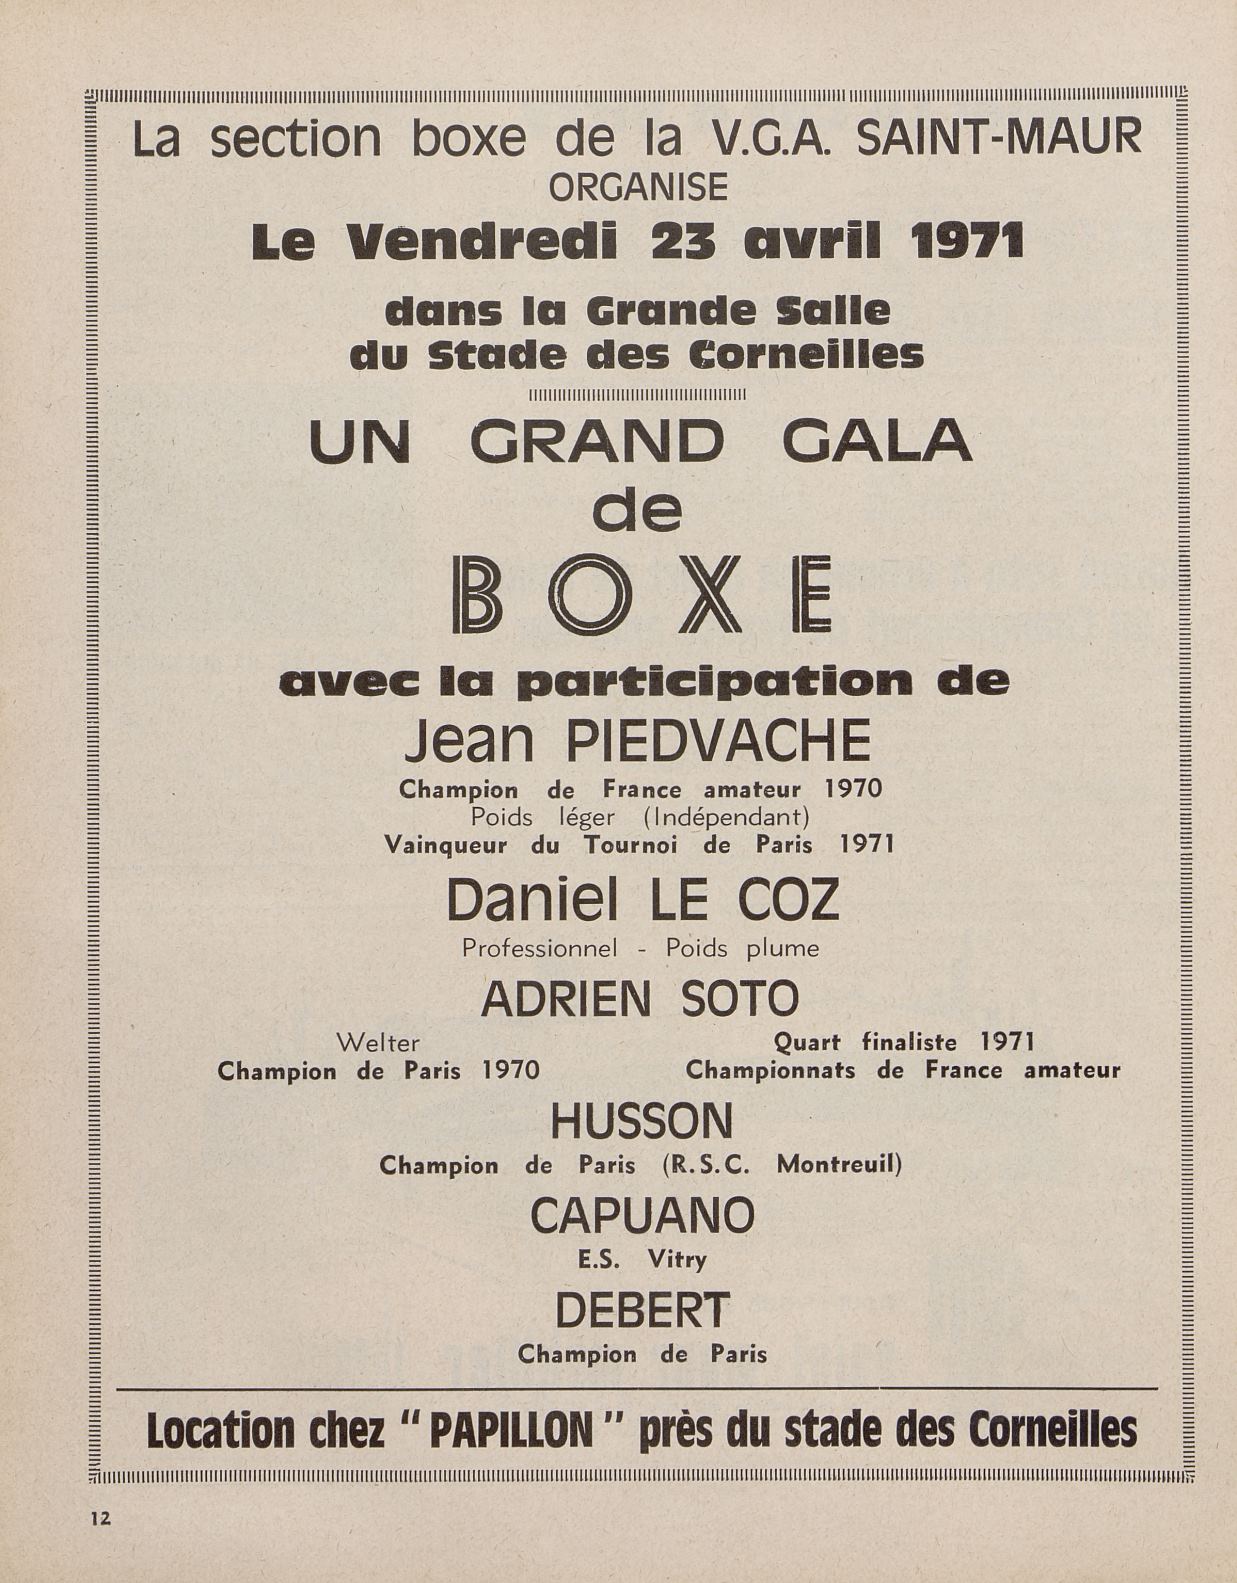 La section boxe de la V.G.A. SAINT-MAUR
ORGANISE
Le Vendredi 23 avril 1971
dans la Grande Salle
du Stade des Corneilles
UN GRAND GALA
de
BOXE
avec la participation de
Jean PIEDVACHE
Champion de France amateur 1970
Poids léger (Indépendant)
Vainqueur du Tournoi de Paris 1971
Daniel LE COZ
Professionnel - Poids plume
ADRIEN SOTO
Welter
Champion de Paris 1970
Quart finaliste 1971
Championnats de France amateur
HUSSON
Champion de Paris (R.S.C. Montreuil)
CAPUANO
E.S. Vitry
DEBERT
Champion de Paris
Location chez " PAPILLON " près du stade des Corneilles
12